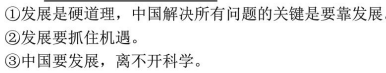 ①发展是硬道理，中国解决所有问题的关键是要靠发展.
②发展要抓住机遇。
③中国要发展，离不开科学。